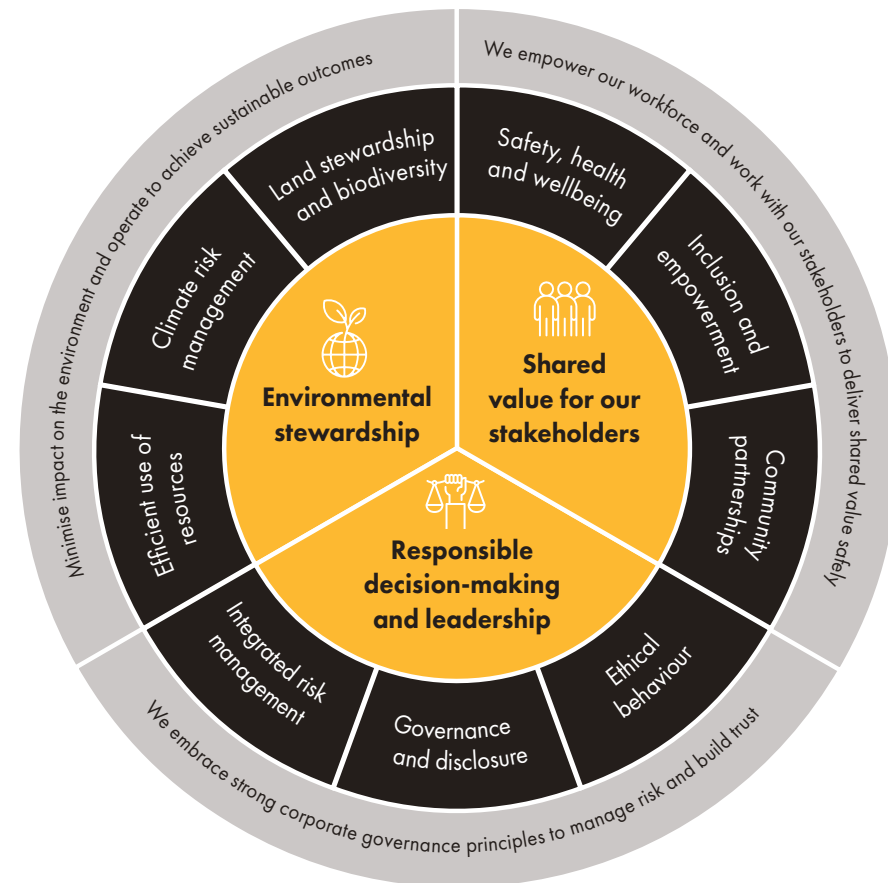 Minimise impact on the environment and operate to achieve sustainable outcomes
We empower our workforce and work with our stakeholders to deliver shared value safely
Land stewardship
and biodiversity
Safety, health
and wellbeing
Climate risk
management
Inclusion and
empowerment
Efficient use of
resources
Community
partnerships
Environmental
stewardship
Shared
value for our
stakeholders
Responsible
decision-making
and leadership
Integrated risk
management
Governance
and disclosure
Ethical
behaviour
We embrace strong corporate governance principles to manage risk and build trust